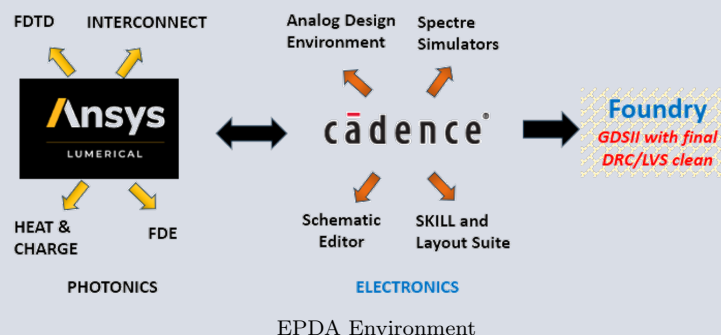 FDTD
INTERCONNECT
Analog Design
Environment
Spectre
Simulators
Ansys
LUMERICAL
cādence®
Foundry
GDSII with final
DRC/LVS clean
HEAT &
CHARGE
FDE
Schematic
Editor
SKILL and
Layout Suite
PHOTONICS
ELECTRONICS
EPDA Environment